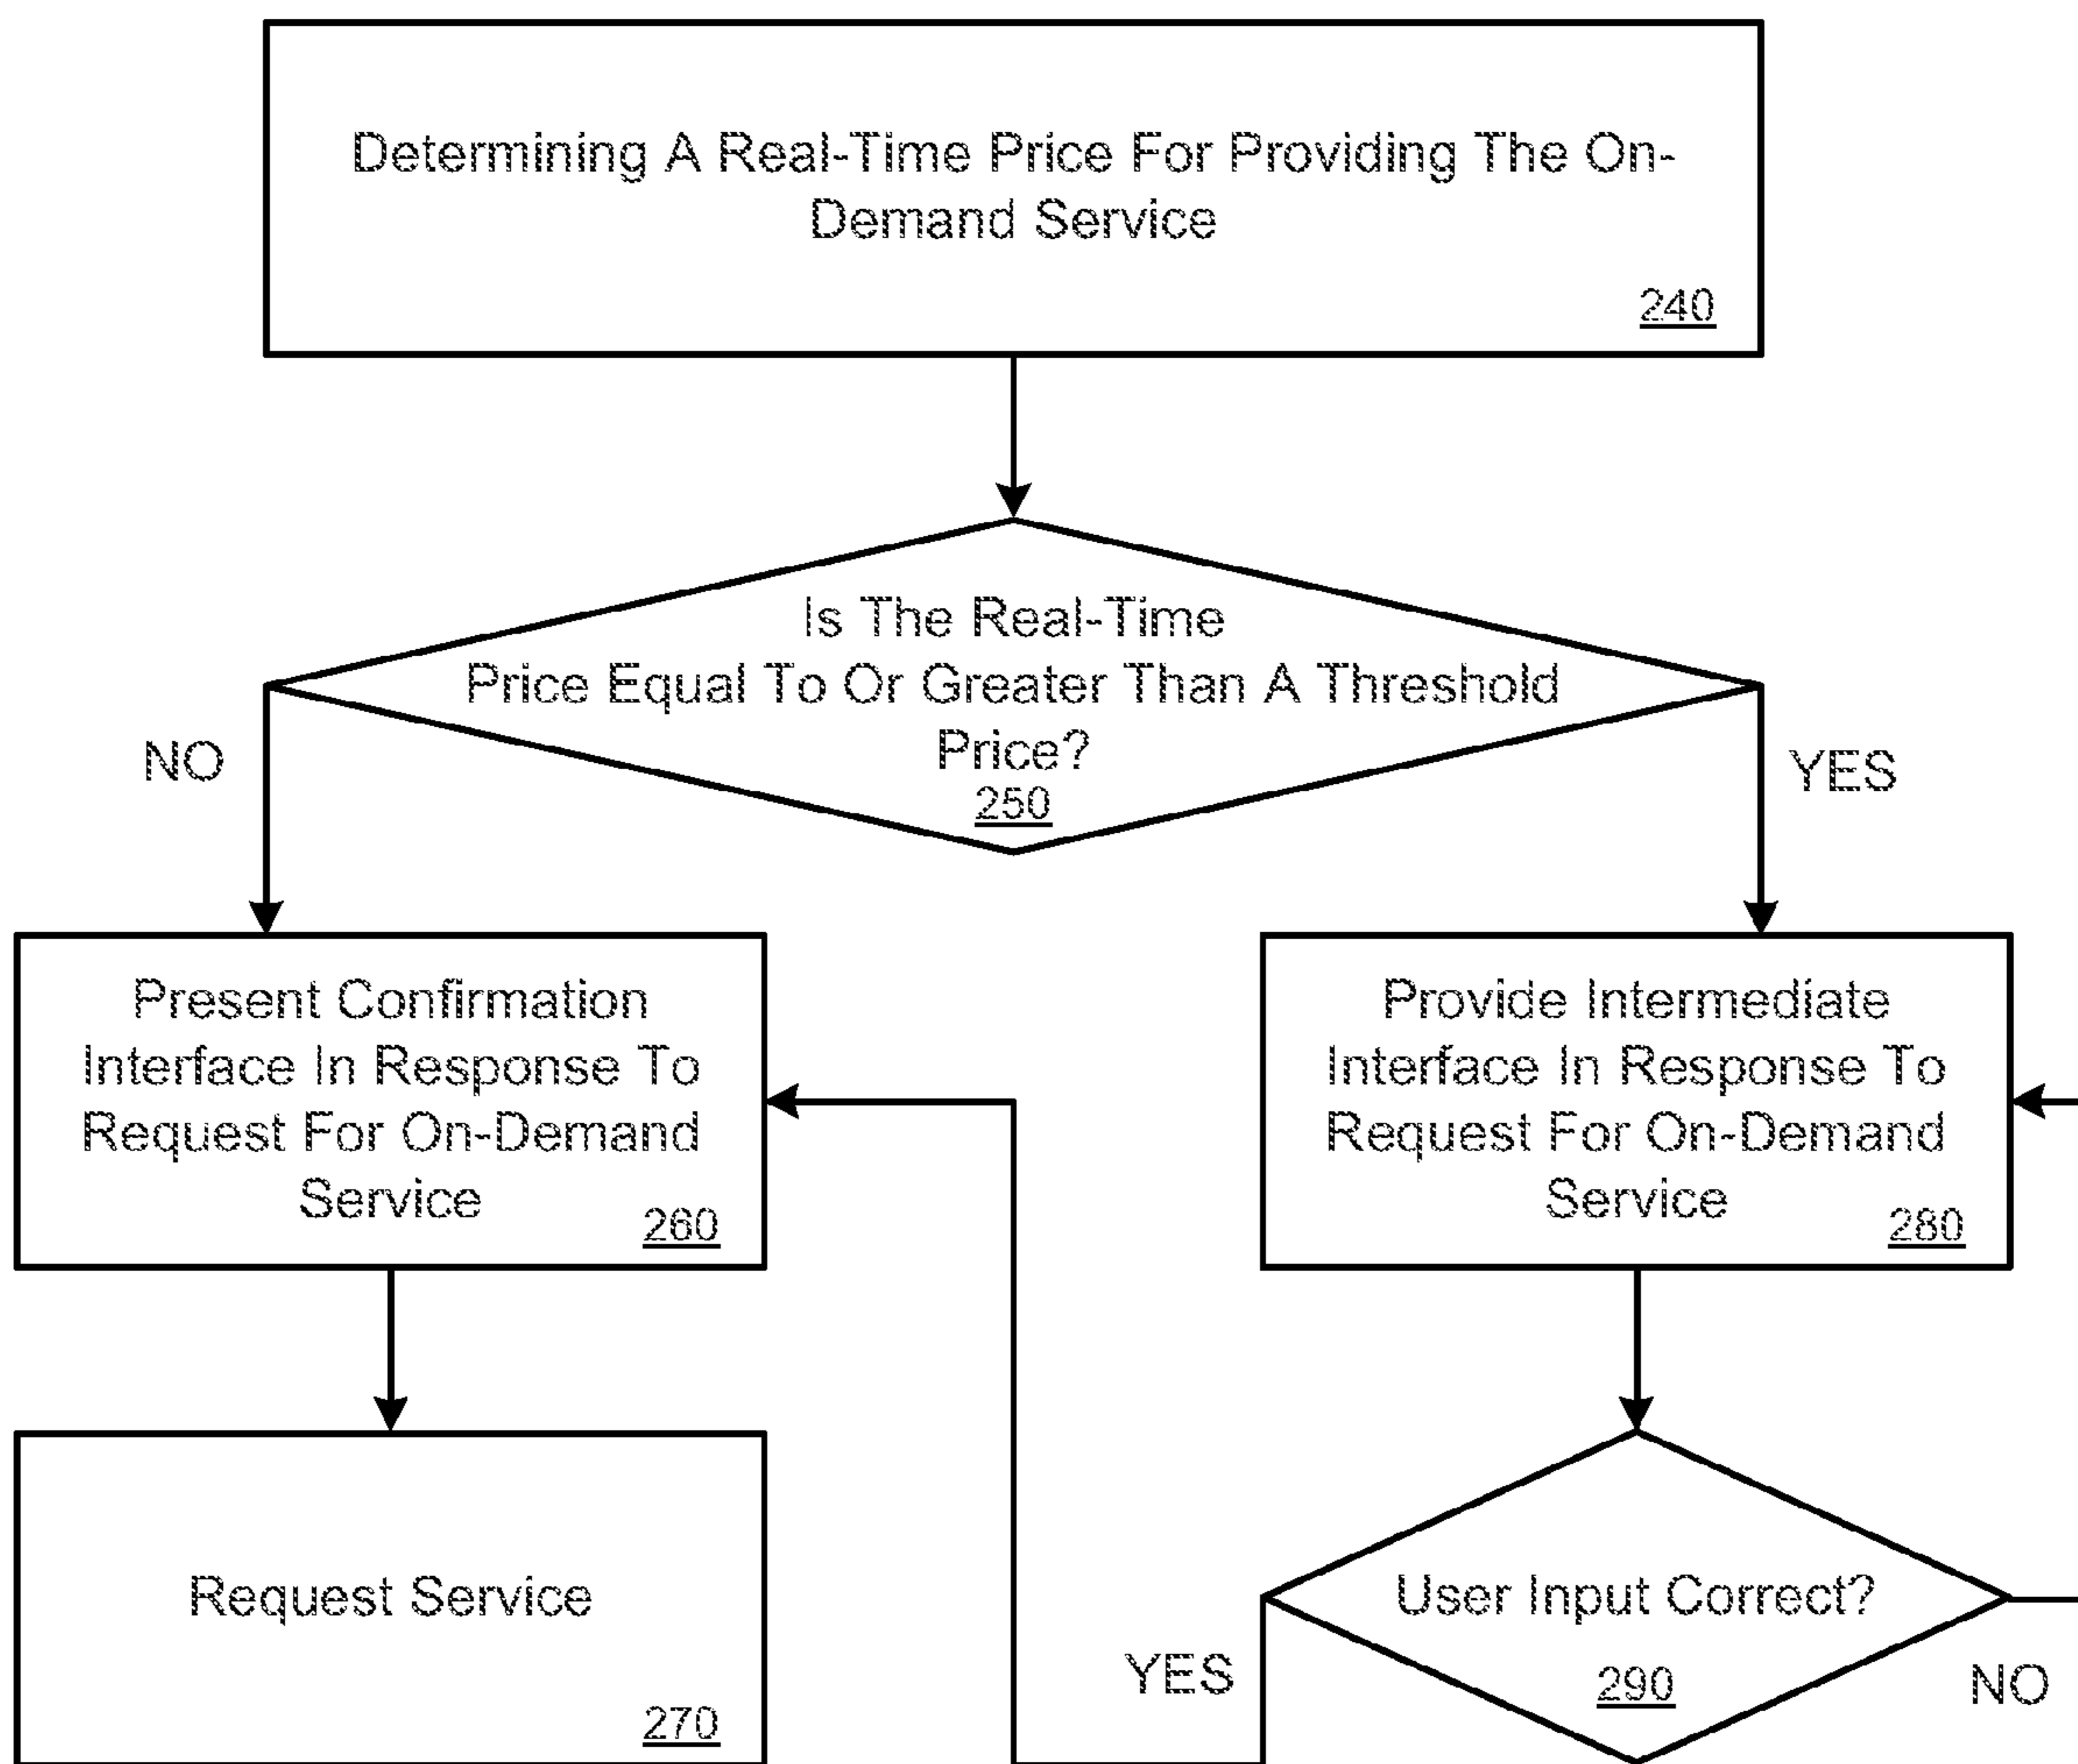 Determining A Real-Time Price For Providing The On-
Demand Service
240
Is The Real-Time
Price Equal To Or Greater Than A Threshold
Price?
250
NO
YES
Present Confirmation
Interface In Response To
Request For On-Demand
Service
260
Provide Intermediate
Interface In Response To
Request For On-Demand
Service
280
Request Service
270
User Input Correct?
290
YES
NO